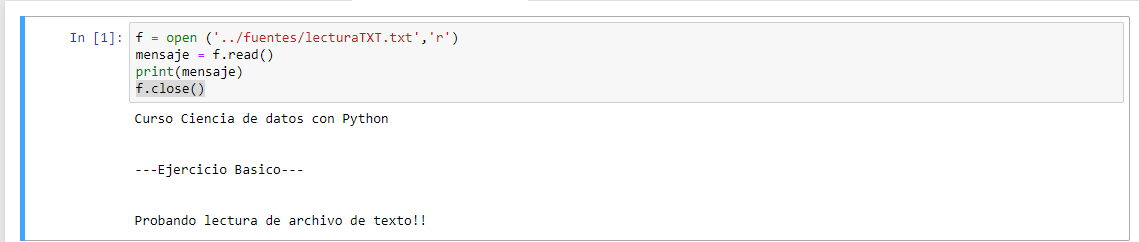 In [1]: f = open ('../fuentes/lecturaTXT.txt','r')
mensaje = f.read()
print(mensaje)
f.close()
Curso Ciencia de datos con Python
---Ejercicio Basico---
Probando lectura de archivo de texto!!